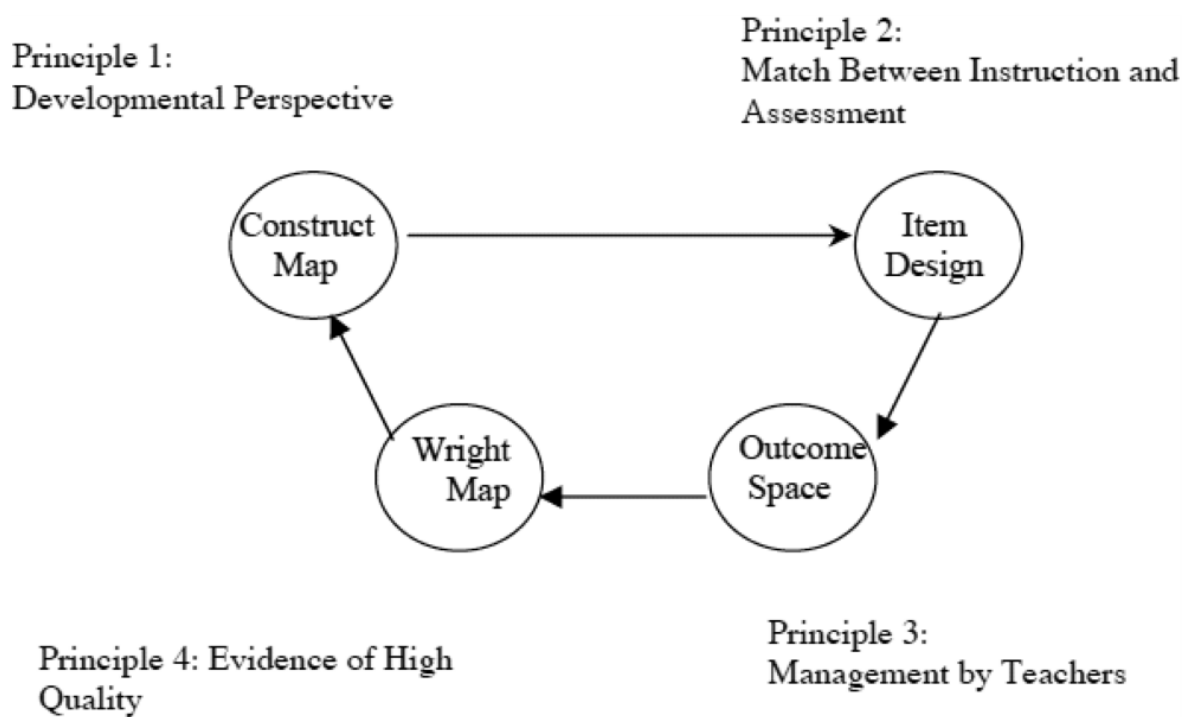 Principle 1:
Developmental Perspective
Principle 2:
Match Between Instruction and
Assessment
Construct
Map
Item
Design
Wright
Map
Outcome
Space
Principle 4: Evidence of High
Quality
Principle 3:
Management by Teachers